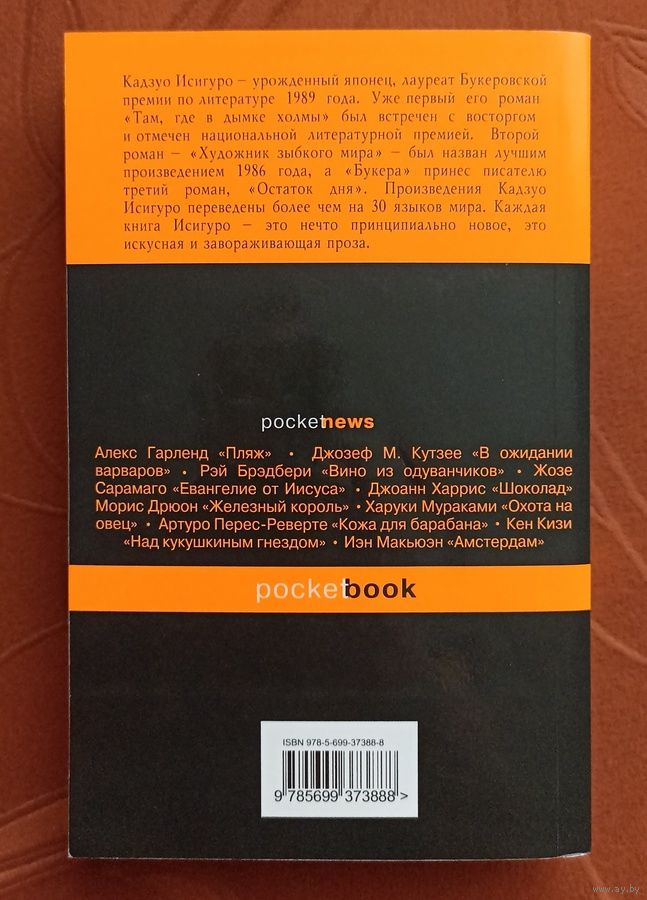 Кадзуо Исигуро – урожденный японец, лауреат Букеровской
премии по литературе 1989 года. Уже первый его роман
«Там, где в дымке холмы» был встречен с восторгом
и отмечен национальной литературной премией. Второй
роман – «Художник зыбкого мира» – был назван лучшим
произведением 1986 года, а «Букера» принес писателю
третий роман, «Остаток дня». Произведения Кадзуо
Исигуро переведены более чем на 30 языков мира. Каждая
книга Исигуро – это нечто принципиально новое, это
искусная и завораживающая проза.
pocketnews
Алекс Гарленд «Пляж» • Джозеф М. Кутзее «В ожидании
варваров» • Рэй Брэдбери «Вино из одуванчиков» • Жозе
Сарамаго «Евангелие от Иисуса» • Джоанн Харрис «Шоколад»
Морис Дрюон «Железный король» • Харуки Мураками «Охота на
овец» • Артуро Перес-Реверте «Кожа для барабана» • Кен Кизи
«Над кукушкиным гнездом» • Иэн Макьюэн «Амстердам»
pocketbook
ISBN 978-5-699-37388-8
9 785699 373888 >
www.ay.by